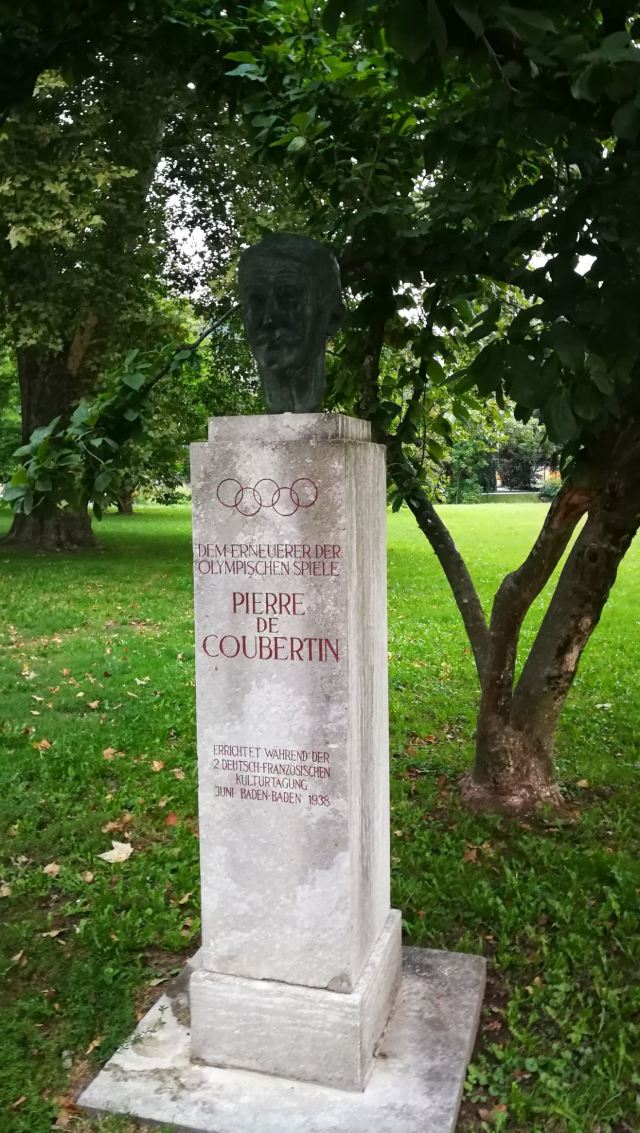 DEM ERNEUERER DER
OLYMPISCHEN SPIELE
PIERRE
DE
COUBERTIN
ERRICHTET WÄHREND DER
2. DEUTSCH-FRANZÖSISCHEN
KULTURTAGUNG
JUNI BADEN-BADEN 1938